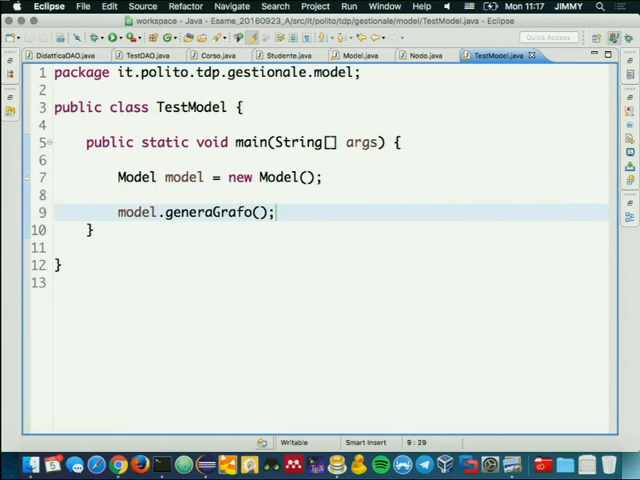 Eclipse File Edit Source Refactor Navigate Search Project Run Window Help Mon 11:17 JIMMY
workspace - Java - Esame_20160923_A/src/it/polito/tdp/gestionale/model/TestModel.java - Eclipse
Quick Access
DidatticaDAO.java TestDAO.java Corso.java Studente.java Model.java Nodo.java TestModel.java
1 package it.polito.tdp.gestionale.model;
2
3 public class TestModel {
4
5 public static void main(String[] args) {
6
7 Model model = new Model();
8
9 model.generaGrafo();
10 }
11
12 }
13
Writable Smart Insert 9 : 29